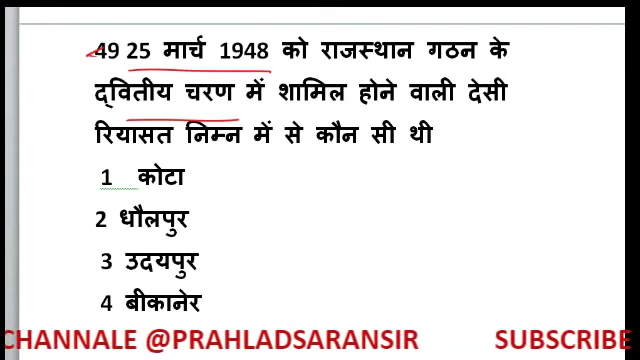 49 25 मार्च 1948 को राजस्थान गठन के
द्वितीय चरण में शामिल होने वाली देसी
रियासत निम्न में से कौन सी थी
1 कोटा
2 धौलपुर
3 उदयपुर
4 बीकानेर
CHANNALE @PRAHLADSARANSIR SUBSCRIBE